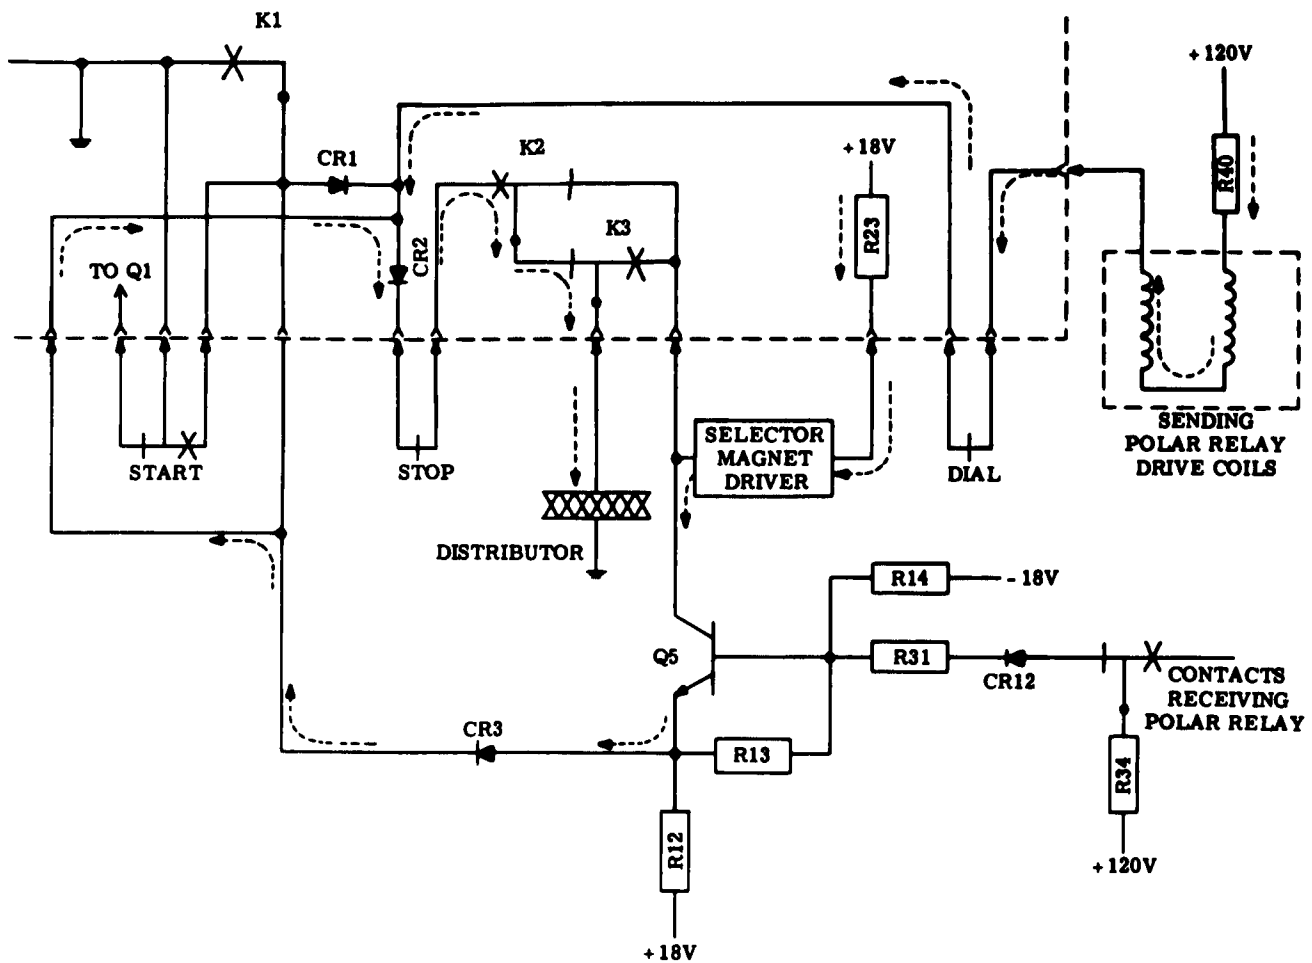 K1
+120V
CR1
K2
+18V
R40
K3
R23
CR2
TO Q1
START
STOP
SELECTOR
MAGNET
DRIVER
DIAL
SENDING
POLAR RELAY
DRIVE COILS
DISTRIBUTOR
R14
- 18V
Q5
R31
CR12
CONTACTS
RECEIVING
POLAR RELAY
CR3
R13
R34
R12
+120V
+18V